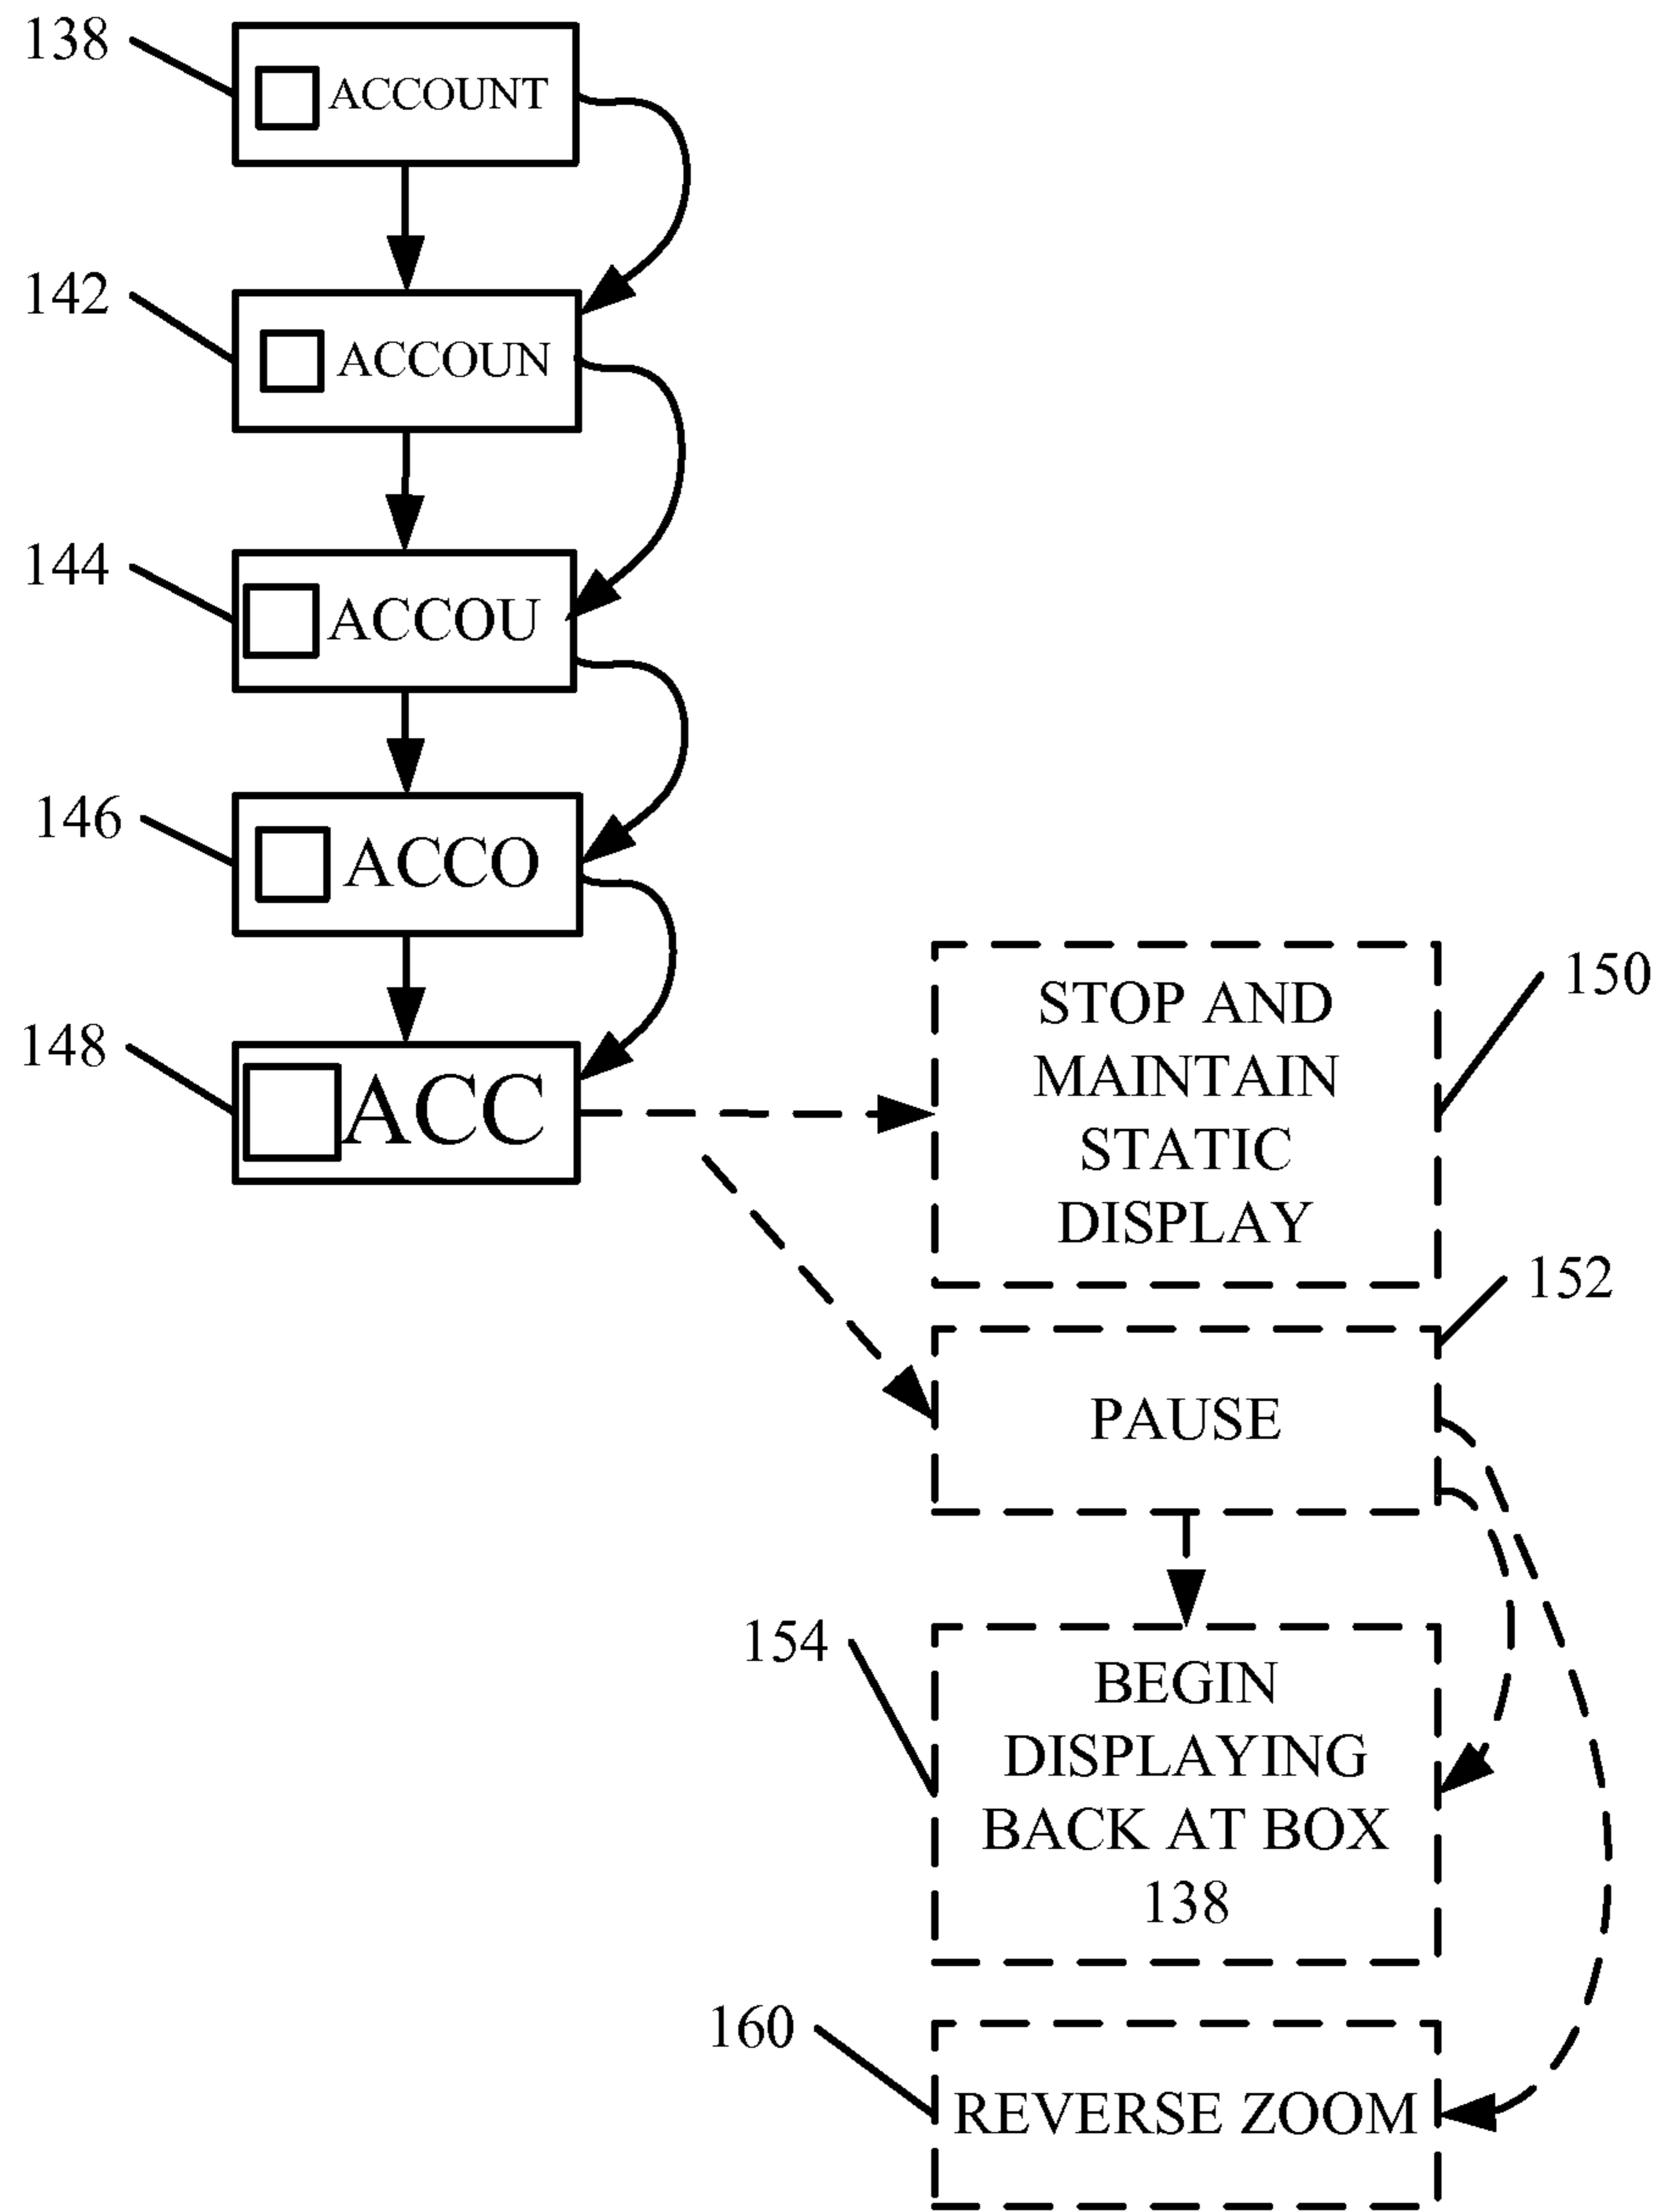 138
ACCOUNT
142
ACCOUN
144
ACCOU
146
ACCO
148
ACC
150
STOP AND
MAINTAIN
STATIC
DISPLAY
152
PAUSE
154
BEGIN
DISPLAYING
BACK AT BOX
138
160
REVERSE ZOOM